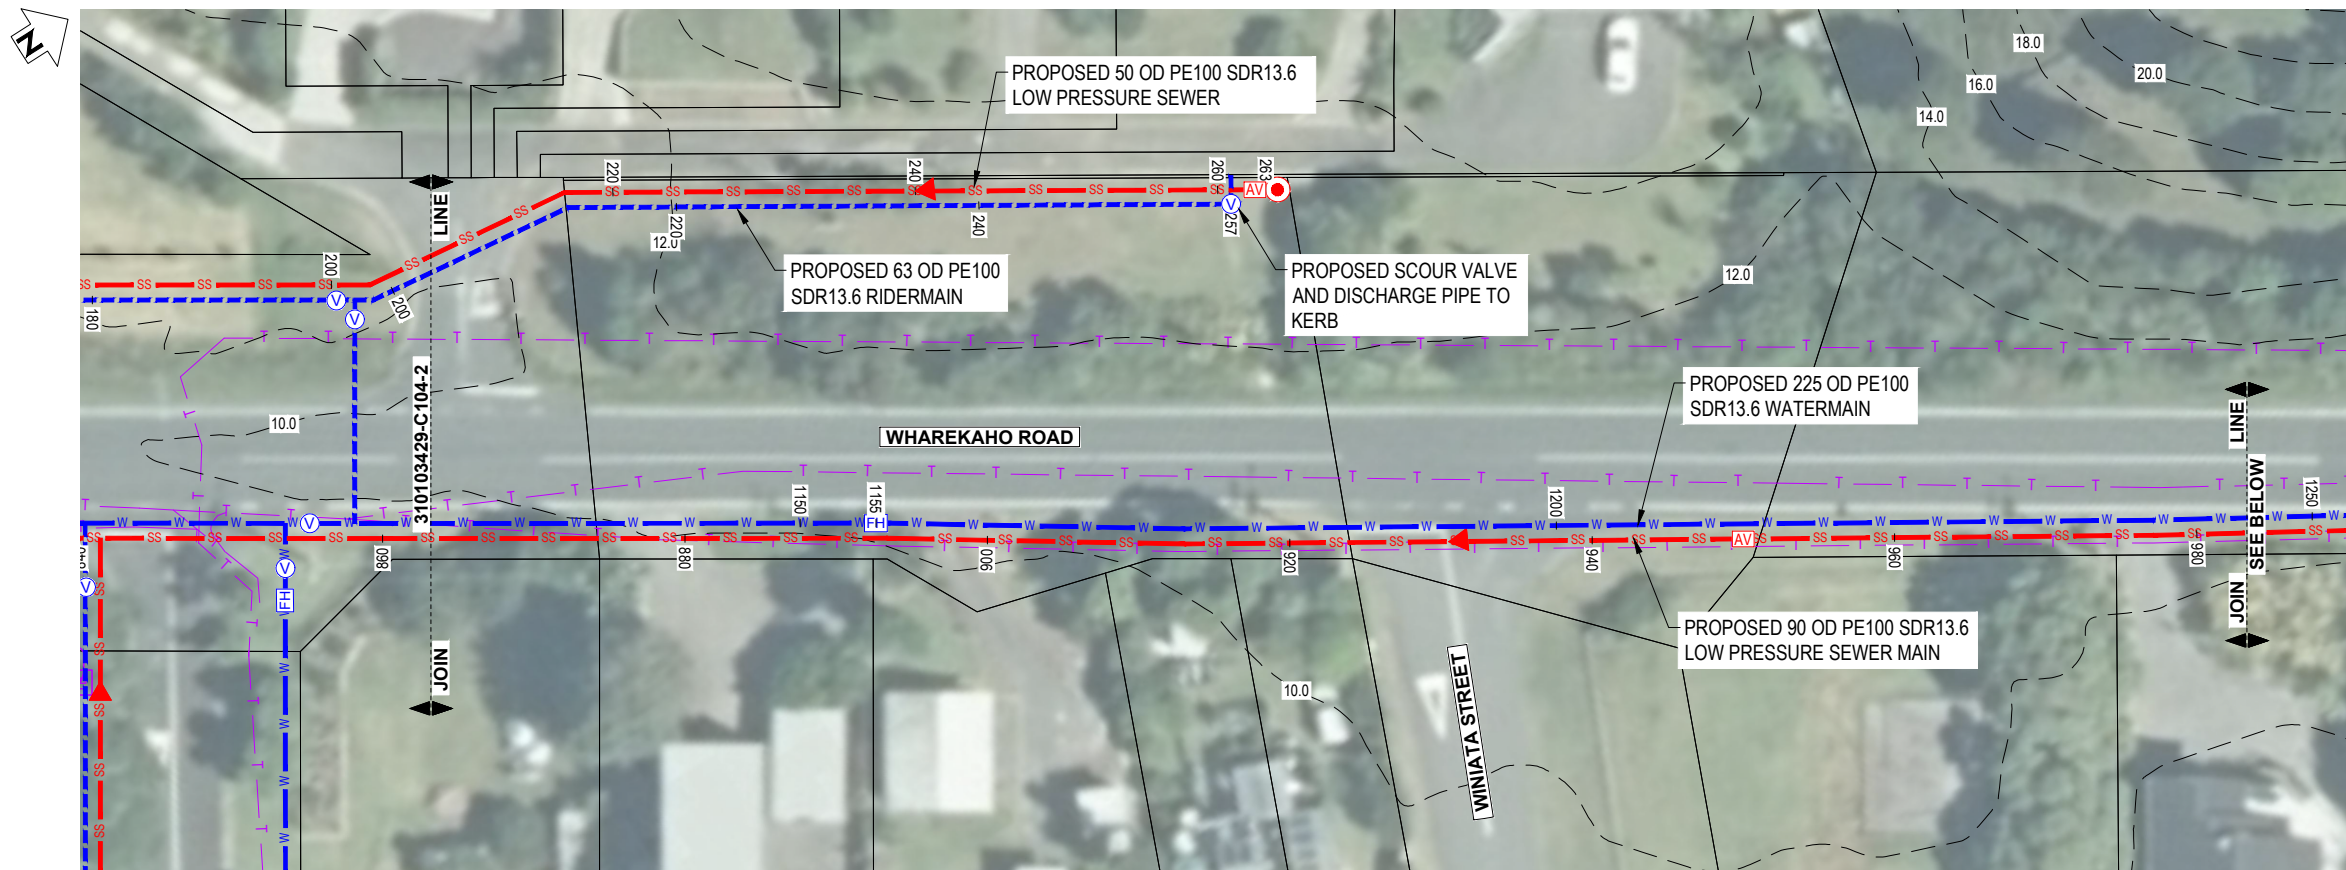 N
PROPOSED 50 OD PE100 SDR13.6
LOW PRESSURE SEWER
18.0
20.0
16.0
14.0
12.0
12.0
10.0
10.0
220
240
260
263
220
240
257
200
200
180
PROPOSED 63 OD PE100
SDR13.6 RIDERMAIN
PROPOSED SCOUR VALVE
AND DISCHARGE PIPE TO
KERB
PROPOSED 225 OD PE100
SDR13.6 WATERMAIN
WHAREKAHO ROAD
JOIN 310103429-C104-2 LINE
JOIN SEE BELOW LINE
1150
1155
1200
1250
FH
FH
AV
AV
V
V
V
V
V
V
860
880
900
920
940
960
980
PROPOSED 90 OD PE100 SDR13.6
LOW PRESSURE SEWER MAIN
WINIATA STREET
SS
W
T